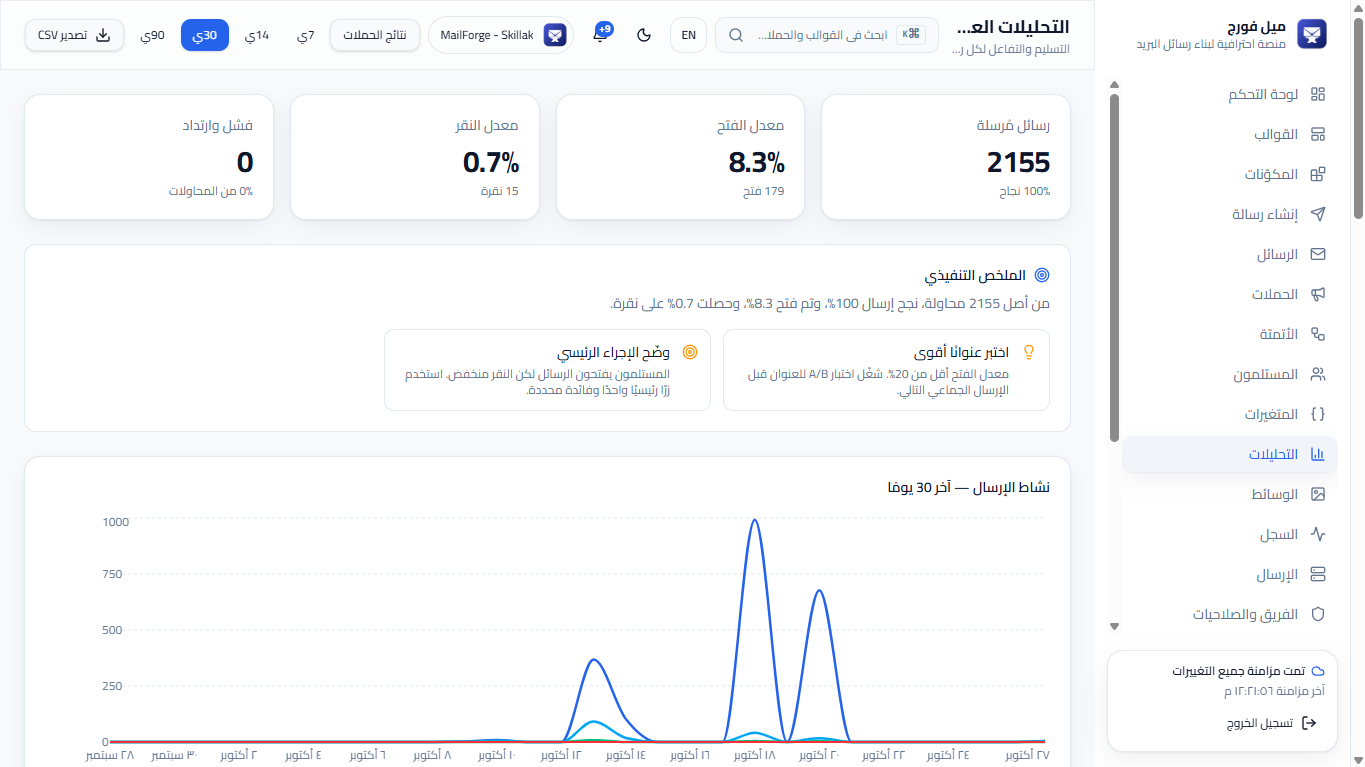 ميل فورج
منصة احترافية لبناء رسائل البريد
لوحة التحكم
القوالب
المكوّنات
إنشاء رسالة
الرسائل
الحملات
الأتمتة
المستلمون
المتغيرات
التحليلات
الوسائط
السجل
الإرسال
الفريق والصلاحيات
تمت مزامنة جميع التغييرات
آخر مزامنة ١٢:٢١:٥٦ م
تسجيل الخروج
التحليلات الع...
التسليم والتفاعل لكل ر...
ابحث في القوالب والحملا...
⌘K
EN
9+
MailForge - Skillak
نتائج الحملات
7ي
14ي
30ي
90ي
تصدير CSV
رسائل مُرسلة
2155
100% نجاح
معدل الفتح
8.3%
179 فتح
معدل النقر
0.7%
15 نقرة
فشل وارتداد
0
0% من المحاولات
الملخص التنفيذي
من أصل 2155 محاولة، نجح إرسال 100%، وتم فتح 8.3%، وحصلت 0.7% على نقرة.
اختبر عنوانًا أقوى
معدل الفتح أقل من 20%. شغّل اختبار A/B للعنوان قبل
الإرسال الجماعي التالي.
وضّح الإجراء الرئيسي
المستلمون يفتحون الرسائل لكن النقر منخفض. استخدم
زرًا رئيسيًا واحدًا وفائدة محددة.
نشاط الإرسال — آخر 30 يومًا
1000
750
500
250
0
٢٨ سبتمبر
٣٠ سبتمبر
٢ أكتوبر
٤ أكتوبر
٦ أكتوبر
٨ أكتوبر
١٠ أكتوبر
١٢ أكتوبر
١٤ أكتوبر
١٦ أكتوبر
١٨ أكتوبر
٢٠ أكتوبر
٢٢ أكتوبر
٢٤ أكتوبر
٢٧ أكتوبر